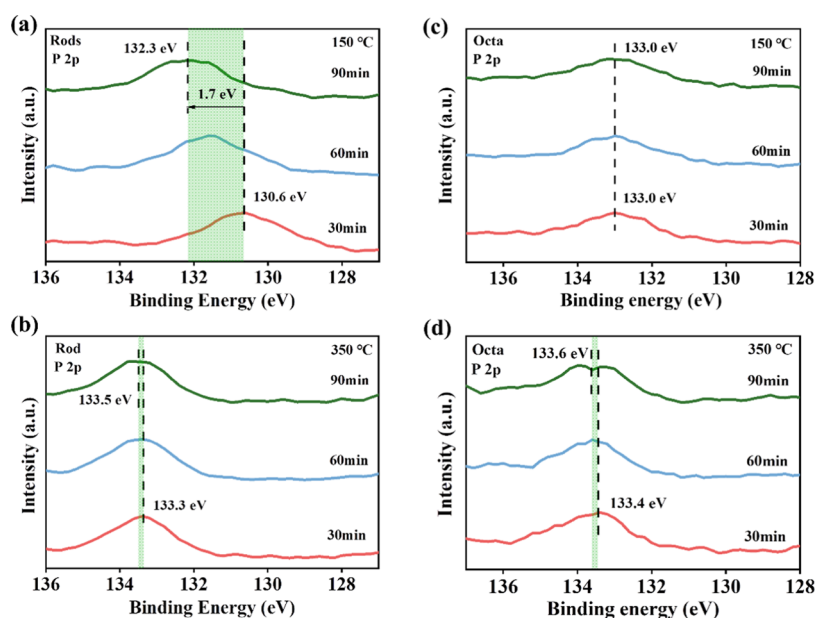 (a)
Rods
P 2p
132.3 eV
150 °C
90min
1.7 eV
60min
130.6 eV
30min
Intensity (a.u.)
136 134 132 130 128
Binding Energy (eV)
(c)
Octa
P 2p
133.0 eV
150 °C
90min
60min
133.0 eV
30min
Intensity (a.u.)
136 134 132 130 128
Binding energy (eV)
(b)
Rod
P 2p
350 °C
90min
133.5 eV
60min
133.3 eV
30min
Intensity (a.u.)
136 134 132 130 128
Binding Energy (eV)
(d)
Octa
P 2p
133.6 eV
350 °C
90min
60min
133.4 eV
30min
Intensity (a.u.)
136 134 132 130 128
Binding energy (eV)